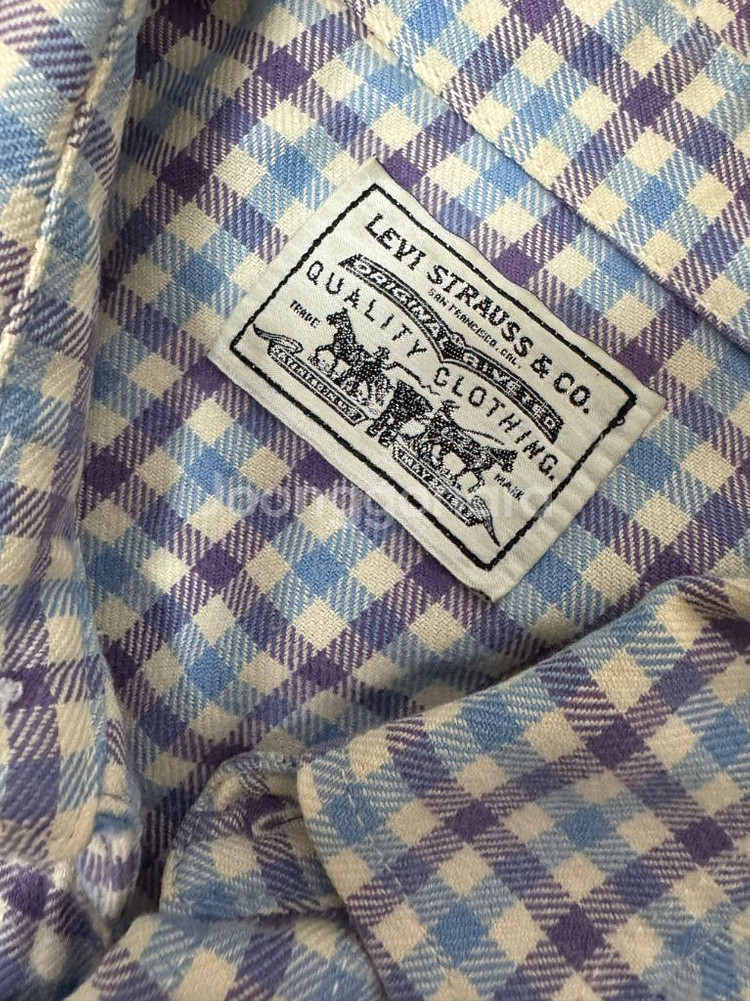 LEVI STRAUSS & CO.
SAN FRANCISCO, CAL.
ORIGINAL RIVETED
QUALITY CLOTHING.
TRADE
MARK